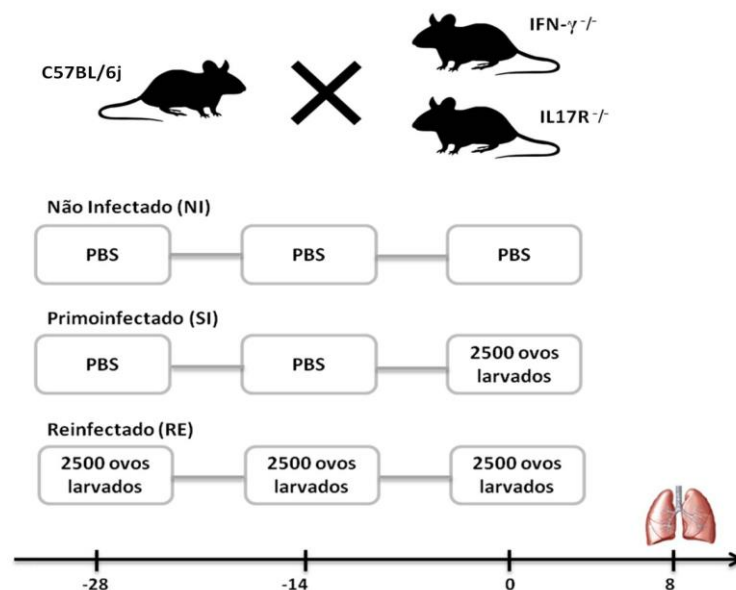 IFN-γ⁻/⁻
C57BL/6j
IL17R⁻/⁻
Não Infectado (NI)
PBS
PBS
PBS
Primoinfectado (SI)
PBS
PBS
2500 ovos
larvados
Reinfectado (RE)
2500 ovos
larvados
2500 ovos
larvados
2500 ovos
larvados
-28
-14
0
8